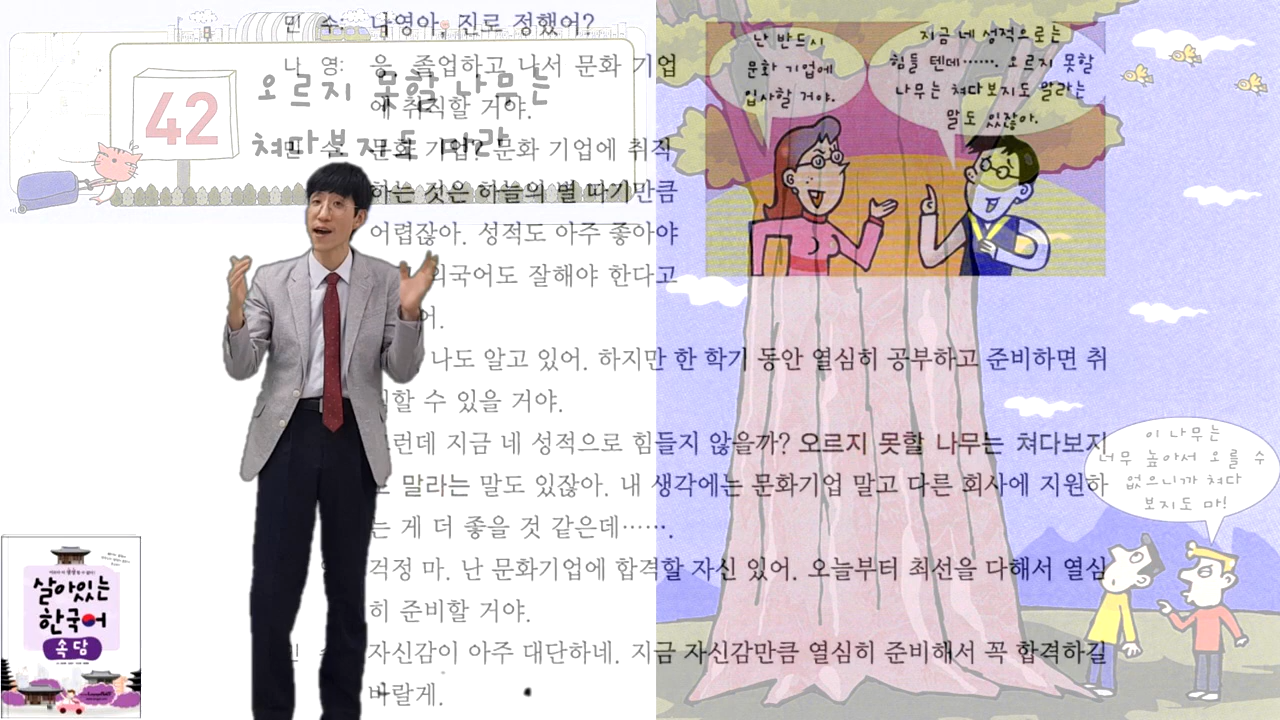 민 수: 나영아, 진로 정했어?
나 영: 응. 졸업하고 나서 문화 기업
에 취직할 거야.
민 수: 문화 기업? 문화 기업에 취직
하는 것은 하늘의 별 따기만큼
어렵잖아. 성적도 아주 좋아야
외국어도 잘해야 한다고
어.
나도 알고 있어. 하지만 한 학기 동안 열심히 공부하고 준비하면 취
할 수 있을 거야.
런데 지금 네 성적으로 힘들지 않을까? 오르지 못할 나무는 쳐다보지
말라는 말도 있잖아. 내 생각에는 문화기업 말고 다른 회사에 지원하
는 게 더 좋을 것 같은데…….
걱정 마. 난 문화기업에 합격할 자신 있어. 오늘부터 최선을 다해서 열심
히 준비할 거야.
민 수: 자신감이 아주 대단하네. 지금 자신감만큼 열심히 준비해서 꼭 합격하길
바랄게.
42
오르지 못할 나무는
쳐다보지도 마라
난 반드시
문화 기업에
입사할 거야.
지금 네 성적으로는
힘들 텐데……. 오르지 못할
나무는 쳐다보지도 말라는
말도 있잖아.
이 나무는
너무 높아서 오를 수
없으니까 쳐다
보지도 마!
살아있는
한국어
속담